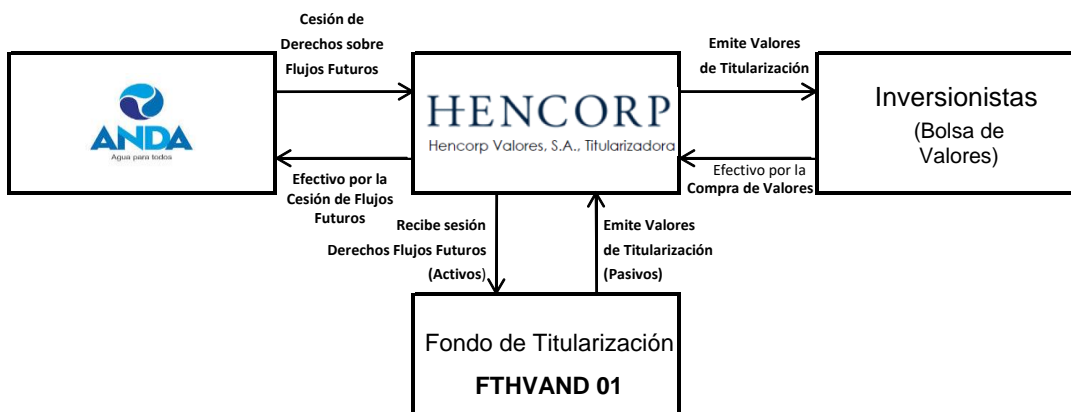 Cesión de
Derechos sobre
Flujos Futuros
Emite Valores
de Titularización
ANDA
Agua para todos
HENCORP
Hencorp Valores, S.A., Titularizadora
Inversionistas
(Bolsa de
Valores)
Efectivo por la
Cesión de Flujos
Futuros
Efectivo por la
Compra de Valores
Recibe sesión
Derechos Flujos Futuros
(Activos)
Emite Valores
de Titularización
(Pasivos)
Fondo de Titularización
FTHVAND 01